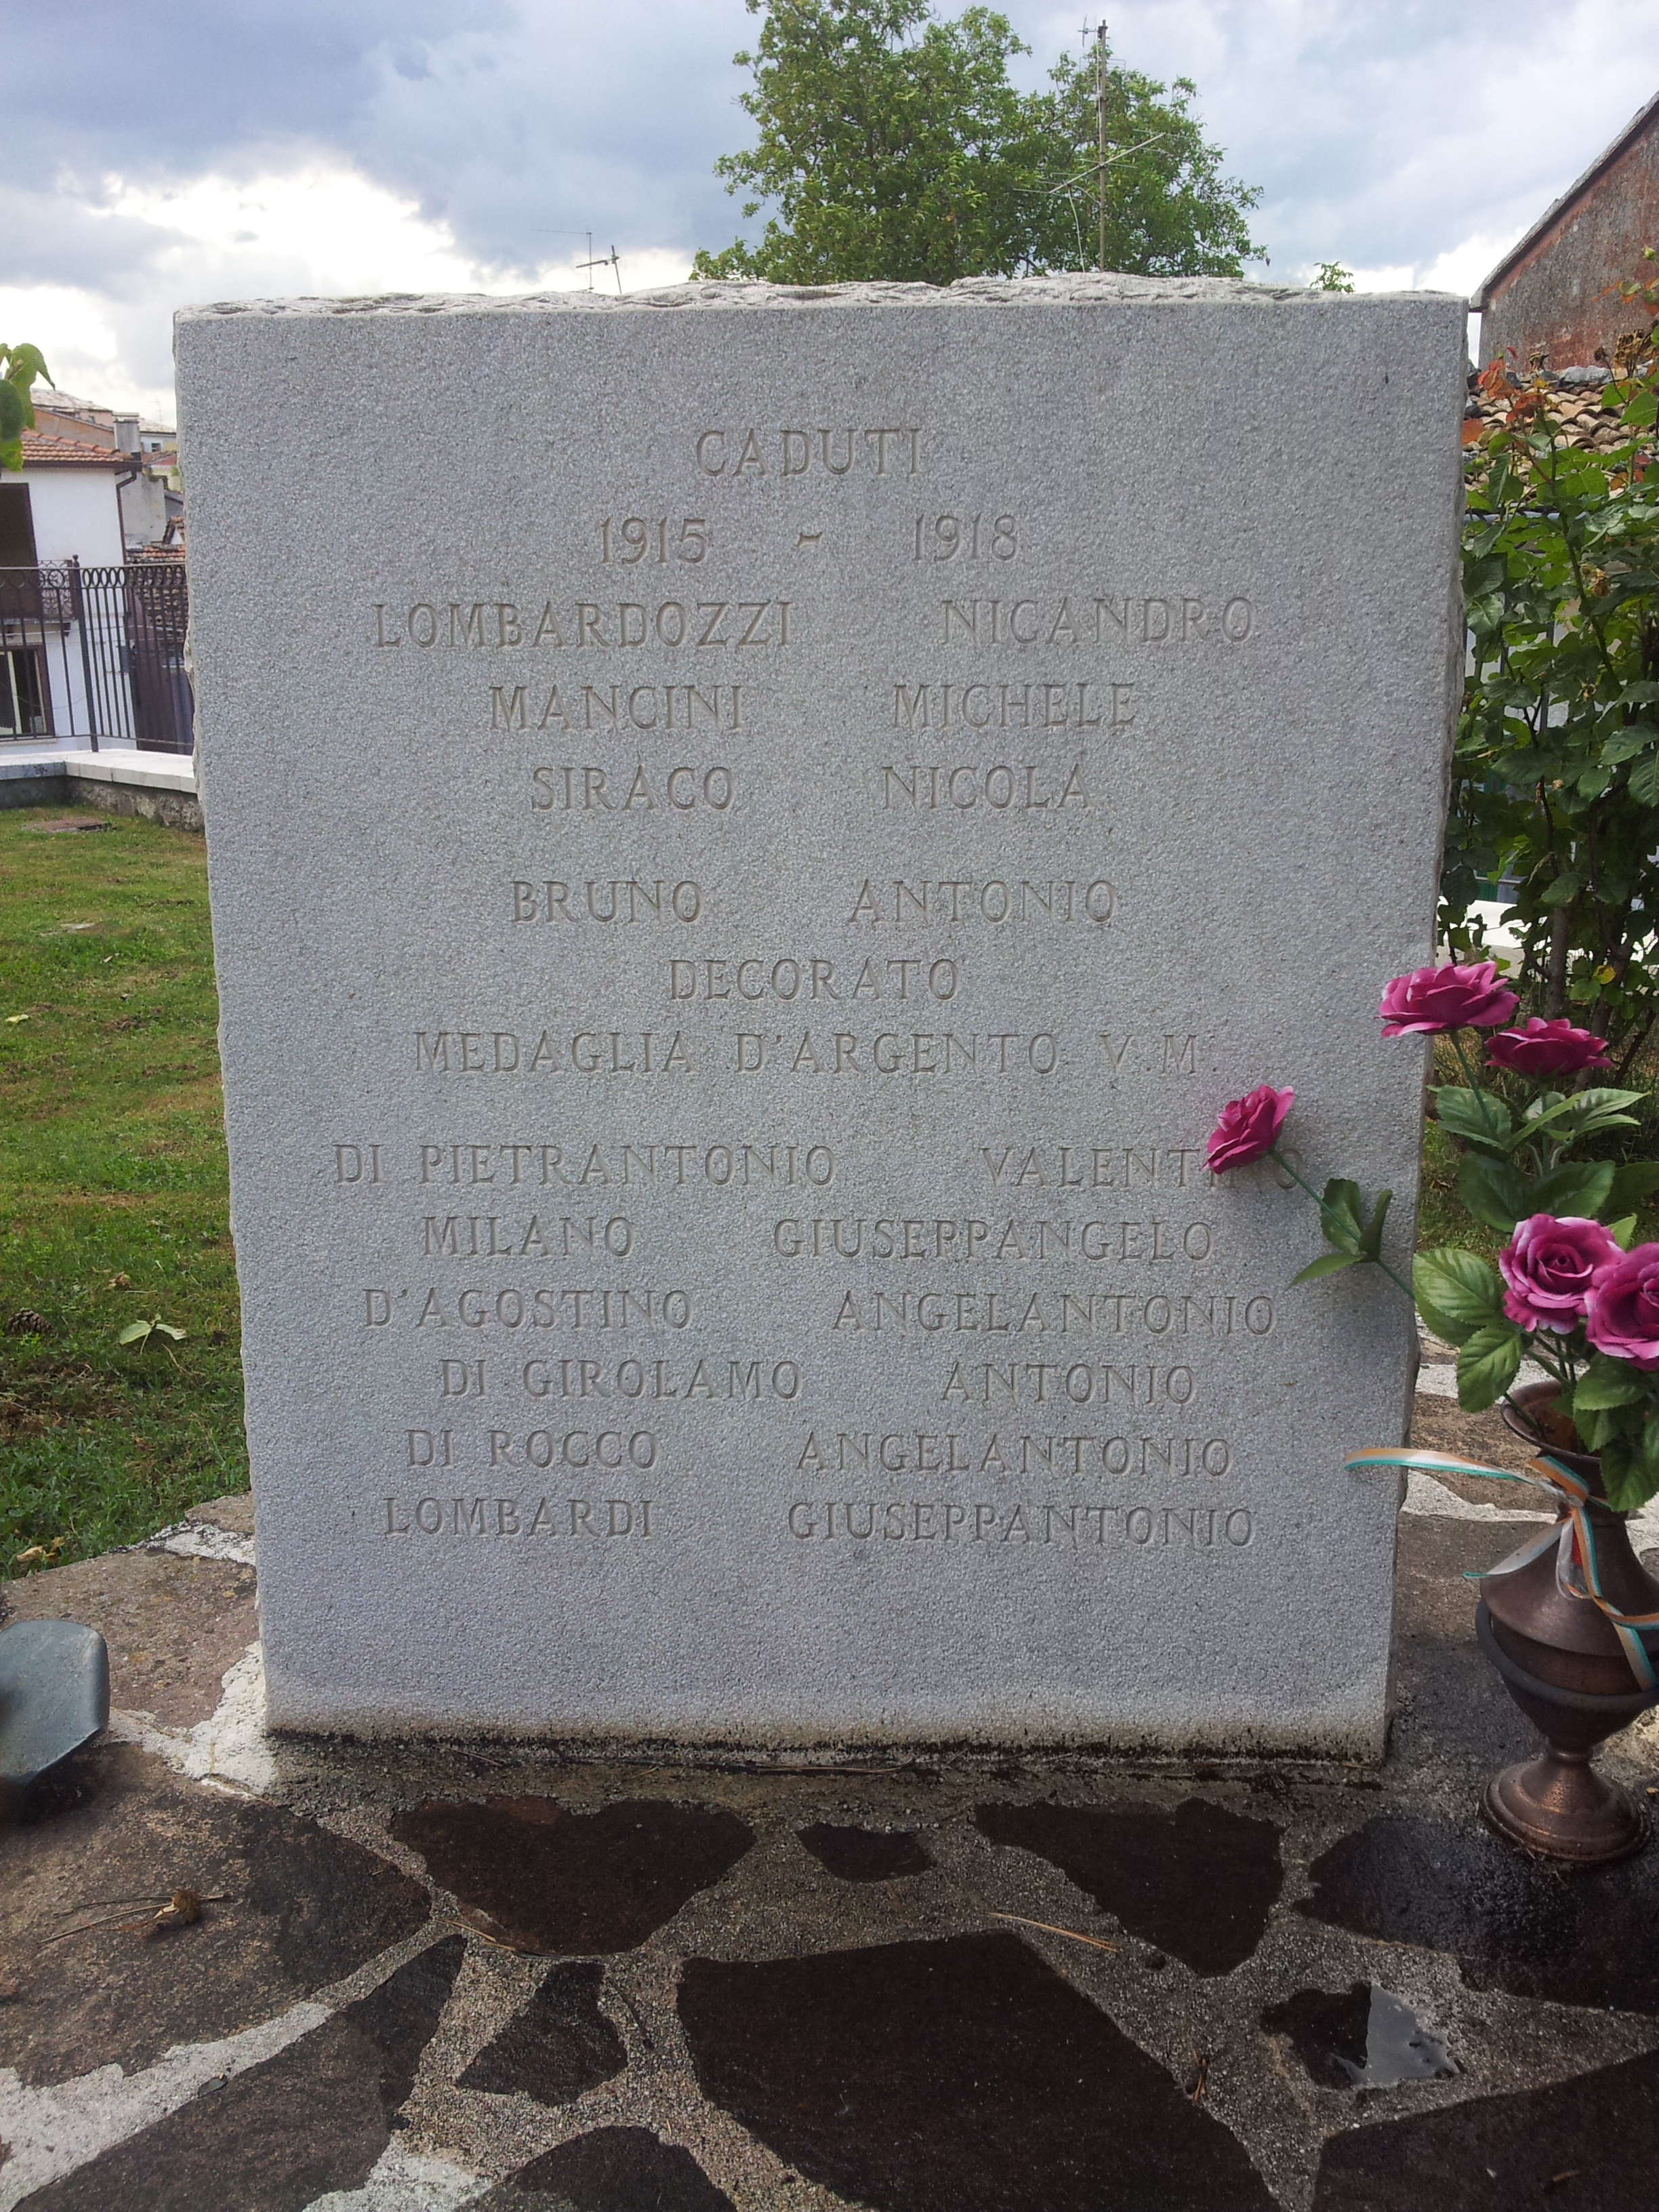 CADUTI
1915 - 1918
LOMBARDOZZI NICANDRO
MANCINI MICHELE
SIRACO NICOLA
BRUNO ANTONIO
DECORATO
MEDAGLIA D'ARGENTO V.M.
DI PIETRANTONIO VALENTINO
MILANO GIUSEPPANGELO
D'AGOSTINO ANGELANTONIO
DI GIROLAMO ANTONIO
DI ROCCO ANGELANTONIO
LOMBARDI GIUSEPPANTONIO